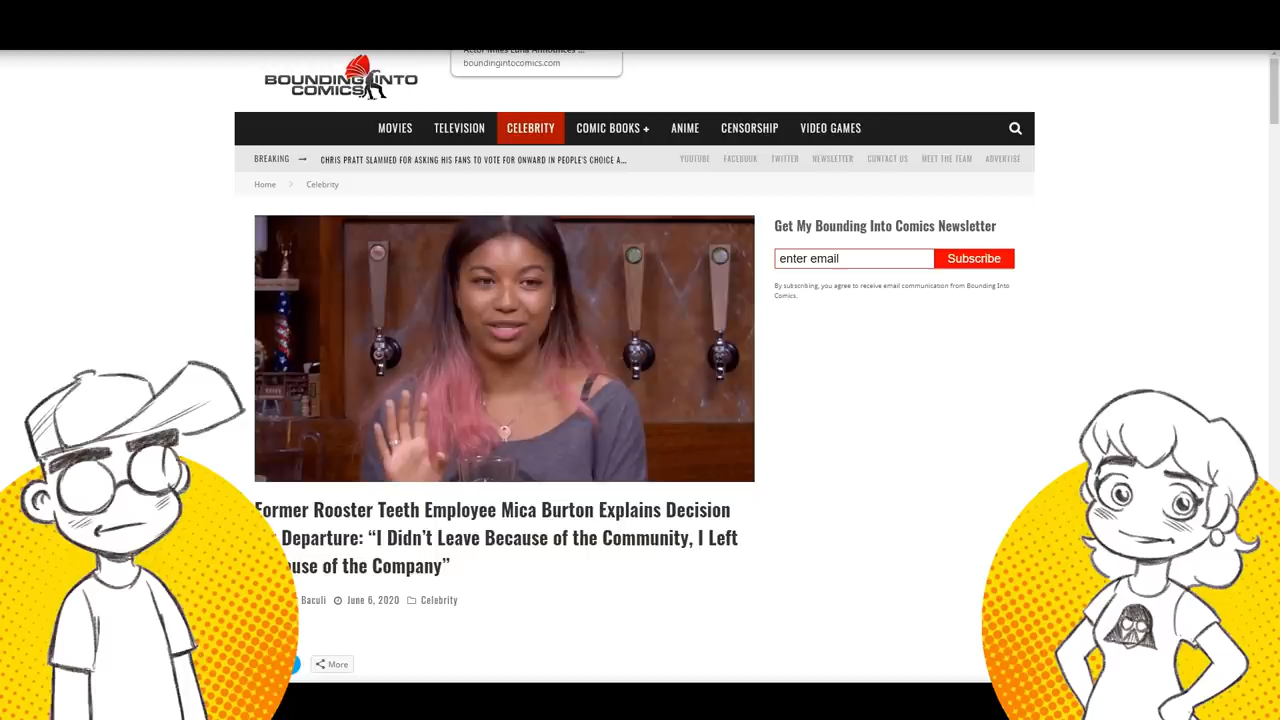 boundingintocomics.com
BOUNDING INTO
COMICS
MOVIES TELEVISION CELEBRITY COMIC BOOKS + ANIME CENSORSHIP VIDEO GAMES
BREAKING → CHRIS PRATT SLAMMED FOR ASKING HIS FANS TO VOTE FOR ONWARD IN PEOPLE'S CHOICE A... YOUTUBE FACEBOOK TWITTER NEWSLETTER CONTACT US MEET THE TEAM ADVERTISE
Home > Celebrity
Get My Bounding Into Comics Newsletter
enter email Subscribe
By subscribing, you agree to receive email communication from Bounding Into
Comics.
Former Rooster Teeth Employee Mica Burton Explains Decision
Departure: “I Didn’t Leave Because of the Community, I Left
of the Company”
Baculi June 6, 2020 Celebrity
More